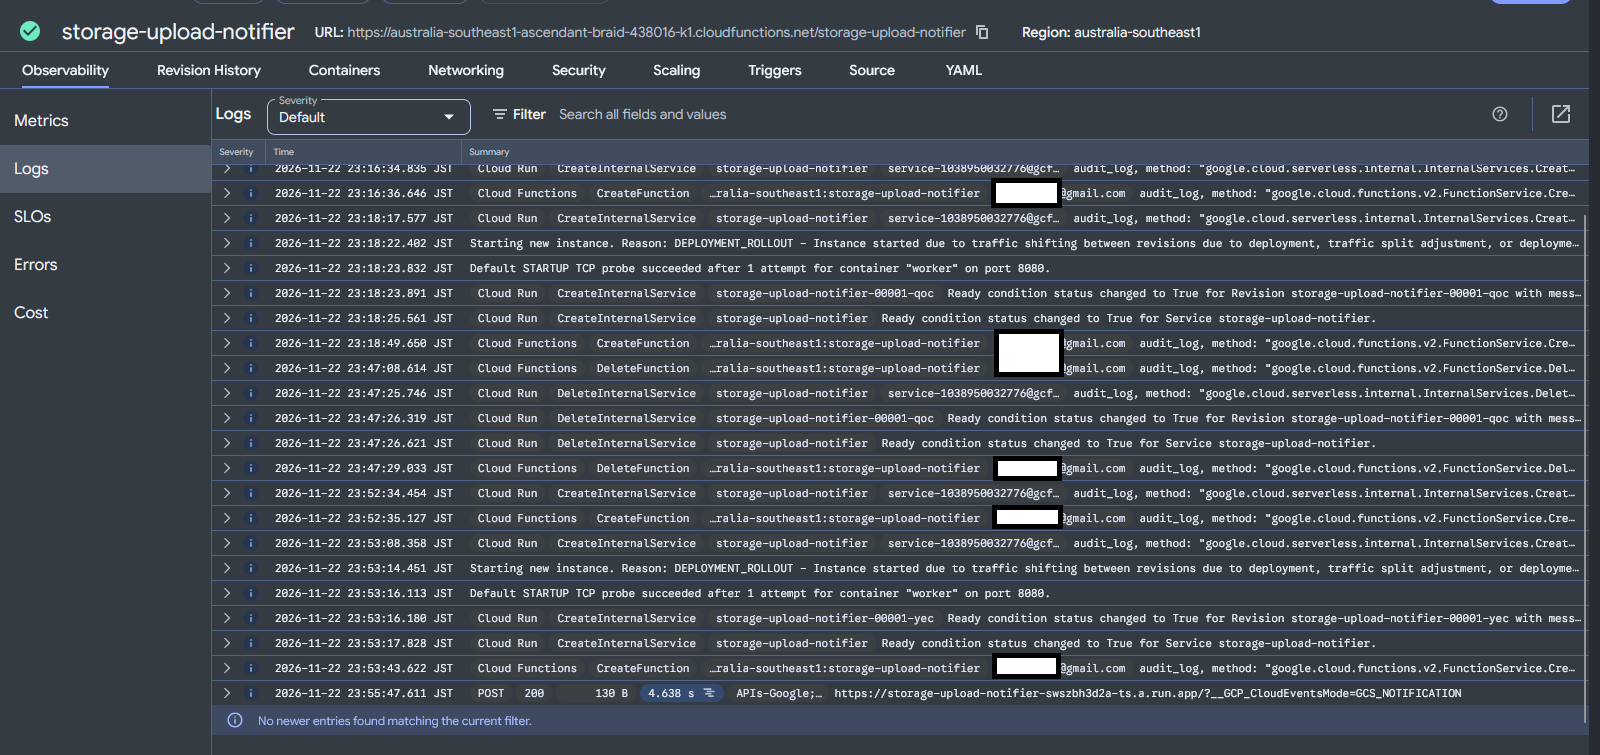 storage-upload-notifier URL: https://australia-southeast1-ascendant-braid-438016-k1.cloudfunctions.net/storage-upload-notifier Region: australia-southeast1
Observability Revision History Containers Networking Security Scaling Triggers Source YAML
Metrics
Logs
SLOs
Errors
Cost
Logs Severity Default Filter Search all fields and values
Severity Time Summary
i 2026-11-22 23:16:34.835 JST Cloud Run CreateInternalService storage-upload-notifier service-1038950032776@gcf… audit_log, method: "google.cloud.serverless.internal.InternalServices.Creat…
i 2026-11-22 23:16:36.646 JST Cloud Functions CreateFunction …ralia-southeast1:storage-upload-notifier @gmail.com audit_log, method: "google.cloud.functions.v2.FunctionService.Cre…
i 2026-11-22 23:18:17.577 JST Cloud Run CreateInternalService storage-upload-notifier service-1038950032776@gcf… audit_log, method: "google.cloud.serverless.internal.InternalServices.Creat…
i 2026-11-22 23:18:22.402 JST Starting new instance. Reason: DEPLOYMENT_ROLLOUT – Instance started due to traffic shifting between revisions due to deployment, traffic split adjustment, or deployme…
i 2026-11-22 23:18:23.832 JST Default STARTUP TCP probe succeeded after 1 attempt for container "worker" on port 8080.
i 2026-11-22 23:18:23.891 JST Cloud Run CreateInternalService storage-upload-notifier-00001-qoc Ready condition status changed to True for Revision storage-upload-notifier-00001-qoc with mess…
i 2026-11-22 23:18:25.561 JST Cloud Run CreateInternalService storage-upload-notifier Ready condition status changed to True for Service storage-upload-notifier.
i 2026-11-22 23:18:49.650 JST Cloud Functions CreateFunction …ralia-southeast1:storage-upload-notifier @gmail.com audit_log, method: "google.cloud.functions.v2.FunctionService.Cre…
i 2026-11-22 23:47:08.614 JST Cloud Functions DeleteFunction …ralia-southeast1:storage-upload-notifier @gmail.com audit_log, method: "google.cloud.functions.v2.FunctionService.Del…
i 2026-11-22 23:47:25.746 JST Cloud Run DeleteInternalService storage-upload-notifier service-1038950032776@gcf… audit_log, method: "google.cloud.serverless.internal.InternalServices.Delet…
i 2026-11-22 23:47:26.319 JST Cloud Run DeleteInternalService storage-upload-notifier-00001-qoc Ready condition status changed to True for Revision storage-upload-notifier-00001-qoc with mess…
i 2026-11-22 23:47:26.621 JST Cloud Run DeleteInternalService storage-upload-notifier Ready condition status changed to True for Service storage-upload-notifier.
i 2026-11-22 23:47:29.033 JST Cloud Functions DeleteFunction …ralia-southeast1:storage-upload-notifier @gmail.com audit_log, method: "google.cloud.functions.v2.FunctionService.Del…
i 2026-11-22 23:52:34.454 JST Cloud Run CreateInternalService storage-upload-notifier service-1038950032776@gcf… audit_log, method: "google.cloud.serverless.internal.InternalServices.Creat…
i 2026-11-22 23:52:35.127 JST Cloud Functions CreateFunction …ralia-southeast1:storage-upload-notifier @gmail.com audit_log, method: "google.cloud.functions.v2.FunctionService.Cre…
i 2026-11-22 23:53:08.358 JST Cloud Run CreateInternalService storage-upload-notifier service-1038950032776@gcf… audit_log, method: "google.cloud.serverless.internal.InternalServices.Creat…
i 2026-11-22 23:53:14.451 JST Starting new instance. Reason: DEPLOYMENT_ROLLOUT – Instance started due to traffic shifting between revisions due to deployment, traffic split adjustment, or deployme…
i 2026-11-22 23:53:16.113 JST Default STARTUP TCP probe succeeded after 1 attempt for container "worker" on port 8080.
i 2026-11-22 23:53:16.180 JST Cloud Run CreateInternalService storage-upload-notifier-00001-yec Ready condition status changed to True for Revision storage-upload-notifier-00001-yec with mess…
i 2026-11-22 23:53:17.828 JST Cloud Run CreateInternalService storage-upload-notifier Ready condition status changed to True for Service storage-upload-notifier.
i 2026-11-22 23:53:43.622 JST Cloud Functions CreateFunction …ralia-southeast1:storage-upload-notifier @gmail.com audit_log, method: "google.cloud.functions.v2.FunctionService.Cre…
i 2026-11-22 23:55:47.611 JST POST 200 130 B 4.638 s APIs-Google;… https://storage-upload-notifier-swszbh3d2a-ts.a.run.app/?__GCP_CloudEventsMode=GCS_NOTIFICATION
No newer entries found matching the current filter.